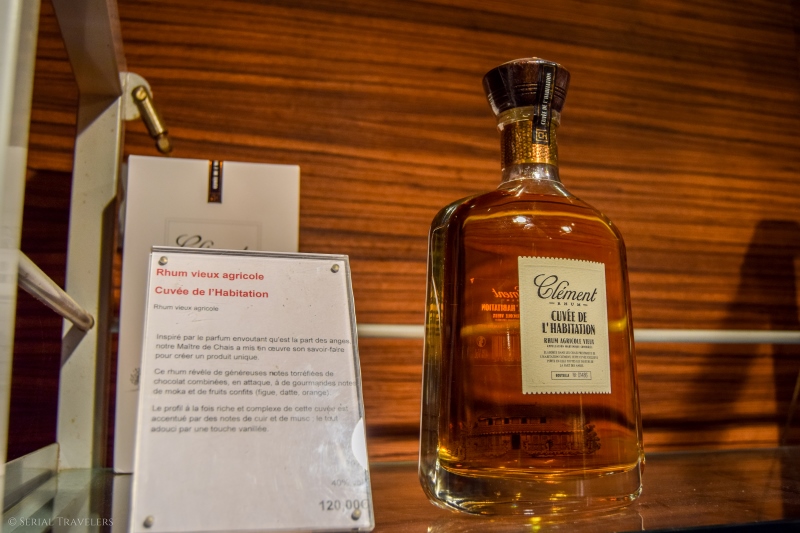 Rhum vieux agricole
Cuvée de l'Habitation
Rhum vieux agricole
Inspiré par le parfum envoutant qu'est la part des anges,
notre Maître de Chais a mis en œuvre son savoir-faire
pour créer un produit unique.
Ce rhum révèle de généreuses notes torréfiées de
chocolat combinées, en attaque, à de gourmandes notes
de moka et de fruits confits (figue, datte, orange).
Le profil à la fois riche et complexe de cette cuvée est
accentué par des notes de cuir et de musc ; le tout
adouci par une touche vanillée.
120,00€
Clément
CUVÉE DE L'HABITATION
Clément
RHUM
CUVÉE DE
L'HABITATION
RHUM AGRICOLE VIEUX
BOUTEILLE
© SERIAL TRAVELERS